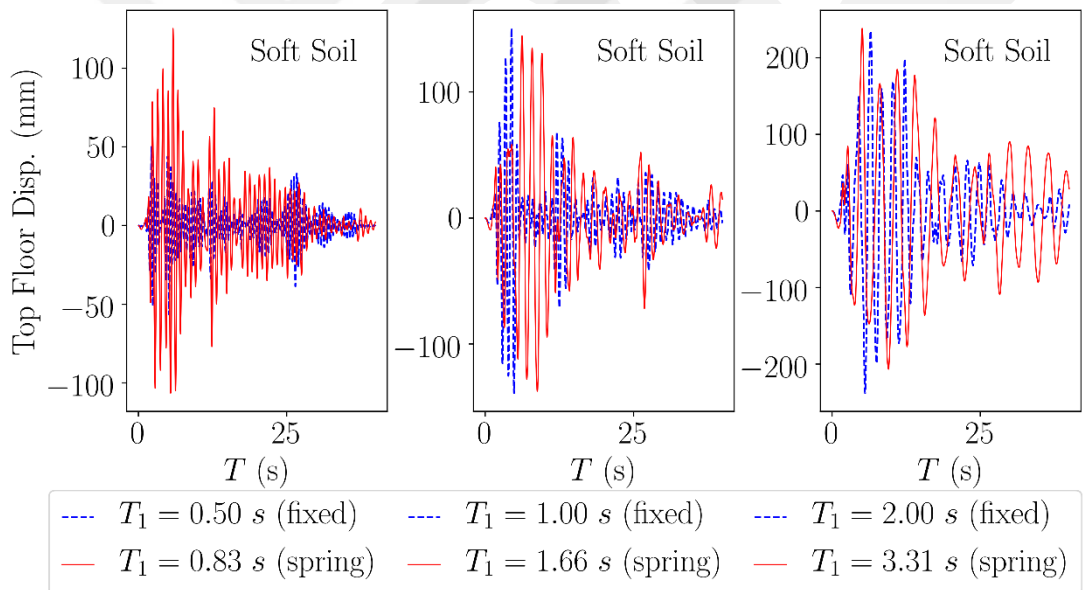 Soft Soil
Soft Soil
Soft Soil
Top Floor Disp. (mm)
100
50
0
−50
−100
0
25
T (s)
100
0
−100
0
25
T (s)
200
100
0
−100
−200
0
25
T (s)
T₁ = 0.50 s (fixed)
T₁ = 0.83 s (spring)
T₁ = 1.00 s (fixed)
T₁ = 1.66 s (spring)
T₁ = 2.00 s (fixed)
T₁ = 3.31 s (spring)